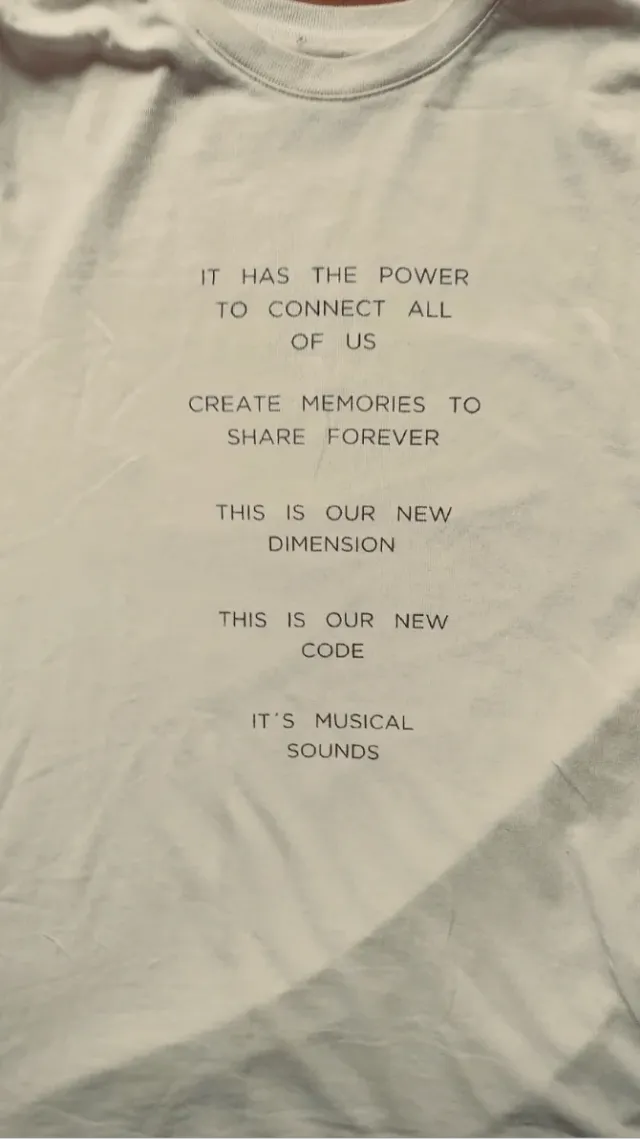 IT HAS THE POWER
TO CONNECT ALL
OF US
CREATE MEMORIES TO
SHARE FOREVER
THIS IS OUR NEW
DIMENSION
THIS IS OUR NEW
CODE
IT´S MUSICAL
SOUNDS